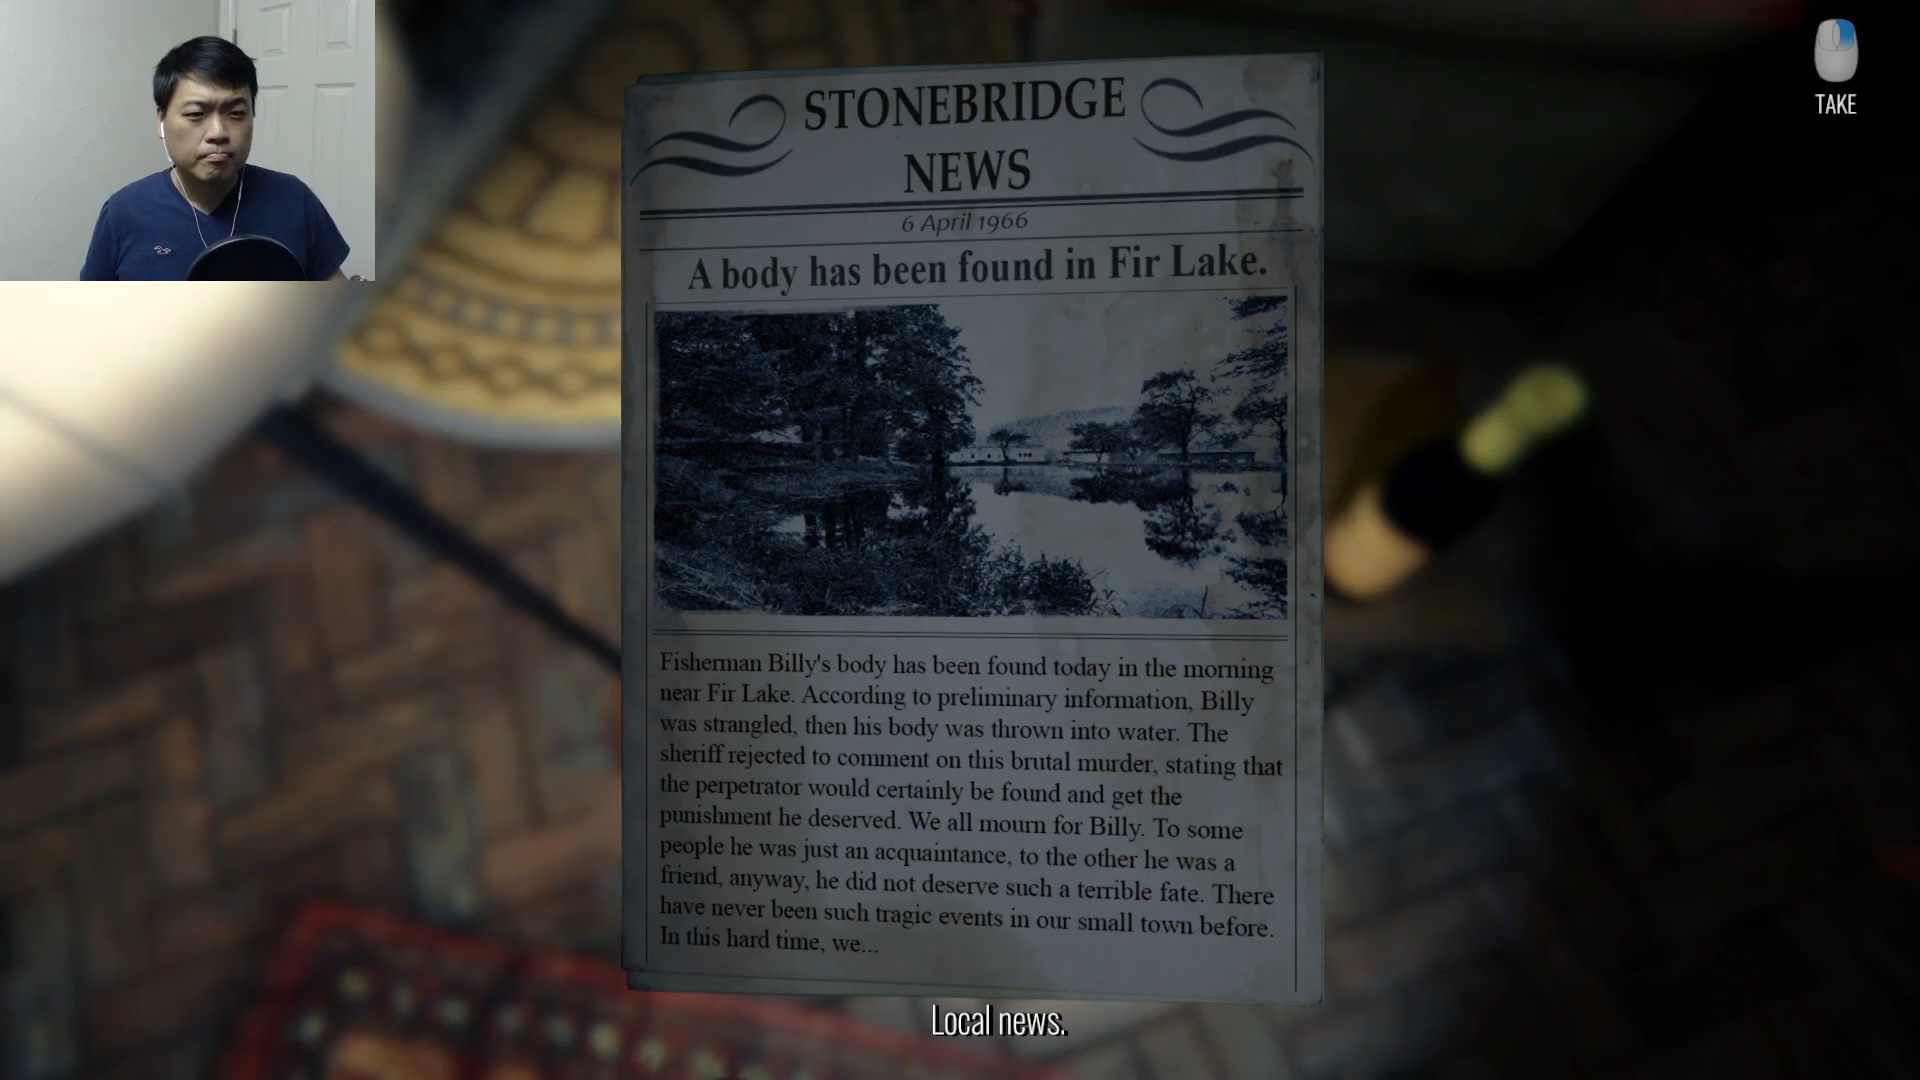 TAKE
STONEBRIDGE
NEWS
6 April 1966
A body has been found in Fir Lake.
Fisherman Billy's body has been found today in the morning
near Fir Lake. According to preliminary information, Billy
was strangled, then his body was thrown into water. The
sheriff rejected to comment on this brutal murder, stating that
the perpetrator would certainly be found and get the
punishment he deserved. We all mourn for Billy. To some
people he was just an acquaintance, to the other he was a
friend, anyway, he did not deserve such a terrible fate. There
have never been such tragic events in our small town before.
In this hard time, we...
Local news.